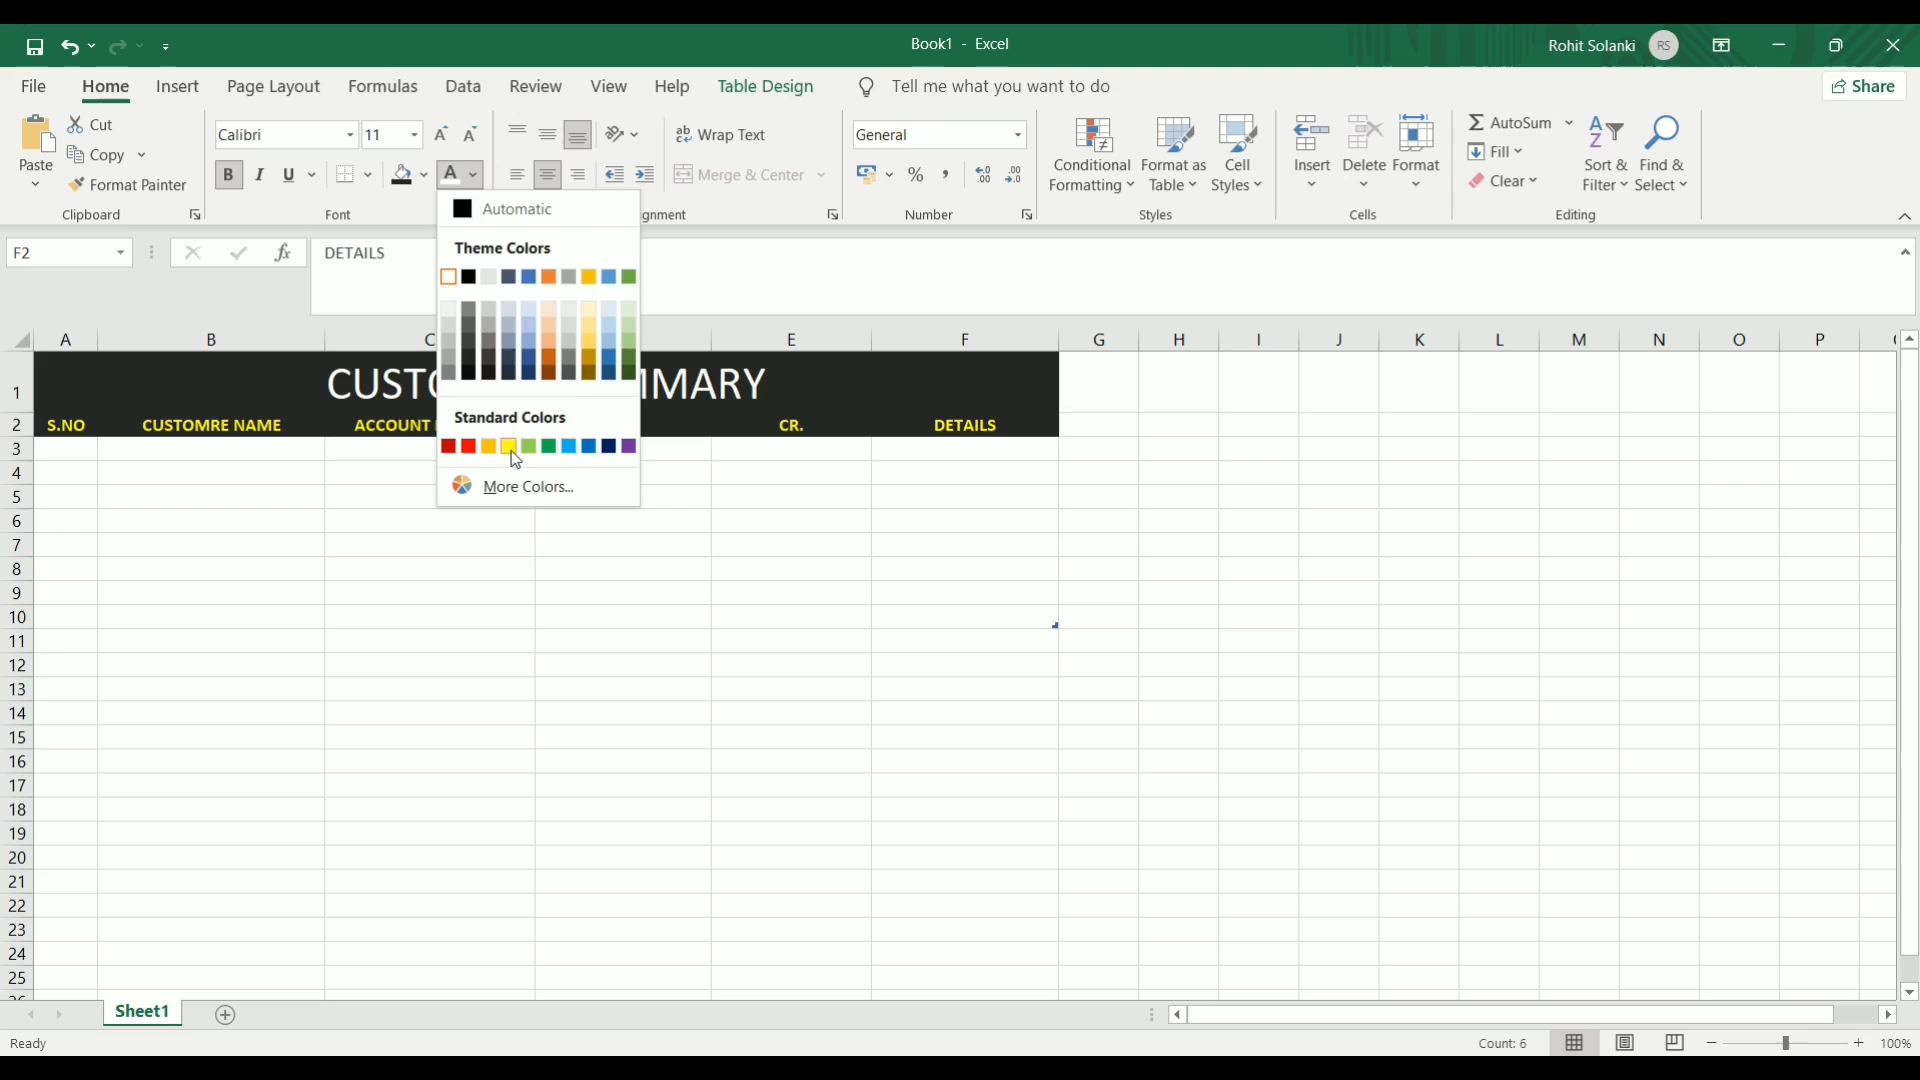 Book1 - Excel
Rohit Solanki RS
File Home Insert Page Layout Formulas Data Review View Help Table Design Tell me what you want to do Share
Paste
Cut
Copy
Format Painter
Clipboard
Calibri 11
B I U A
Font
ab Wrap Text
Merge & Center
gnment
General
% ,
Number
Conditional Formatting
Format as Table
Cell Styles
Styles
Insert Delete Format
Cells
AutoSum
Fill
Clear
Sort & Filter
Find & Select
Editing
Automatic
Theme Colors
Standard Colors
More Colors...
F2 fx DETAILS
A B C E F G H I J K L M N O P
1 CUSTO MMARY
2 S.NO CUSTOMRE NAME ACCOUNT CR. DETAILS
3
4
5
6
7
8
9
10
11
12
13
14
15
16
17
18
19
20
21
22
23
24
25
Sheet1
Ready Count: 6 100%